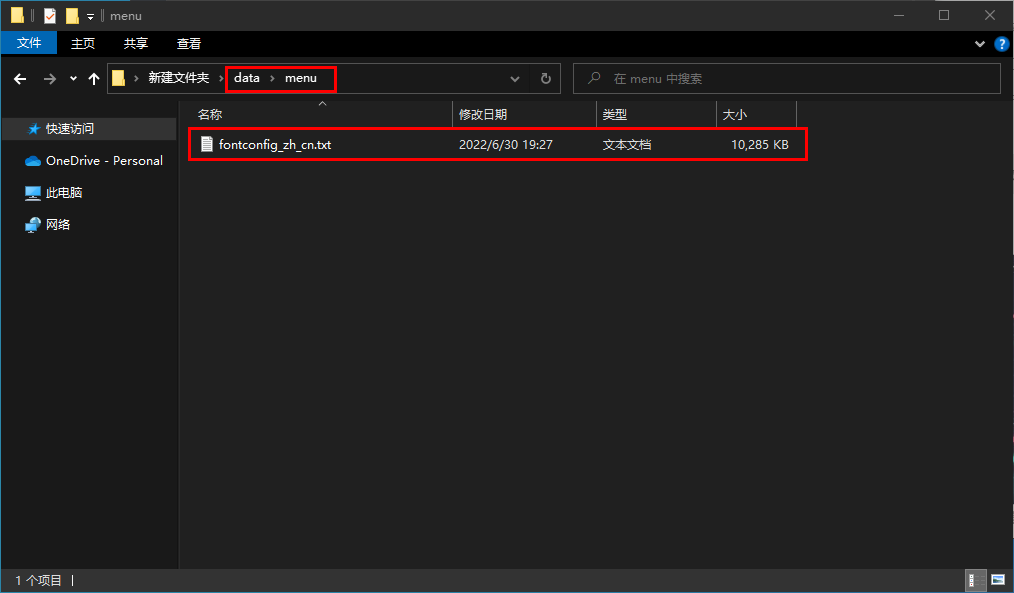 menu
文件 主页 共享 查看
新建文件夹 data menu 在 menu 中搜索
名称 修改日期 类型 大小
快速访问
fontconfig_zh_cn.txt 2022/6/30 19:27 文本文档 10,285 KB
OneDrive - Personal
此电脑
网络
1 个项目